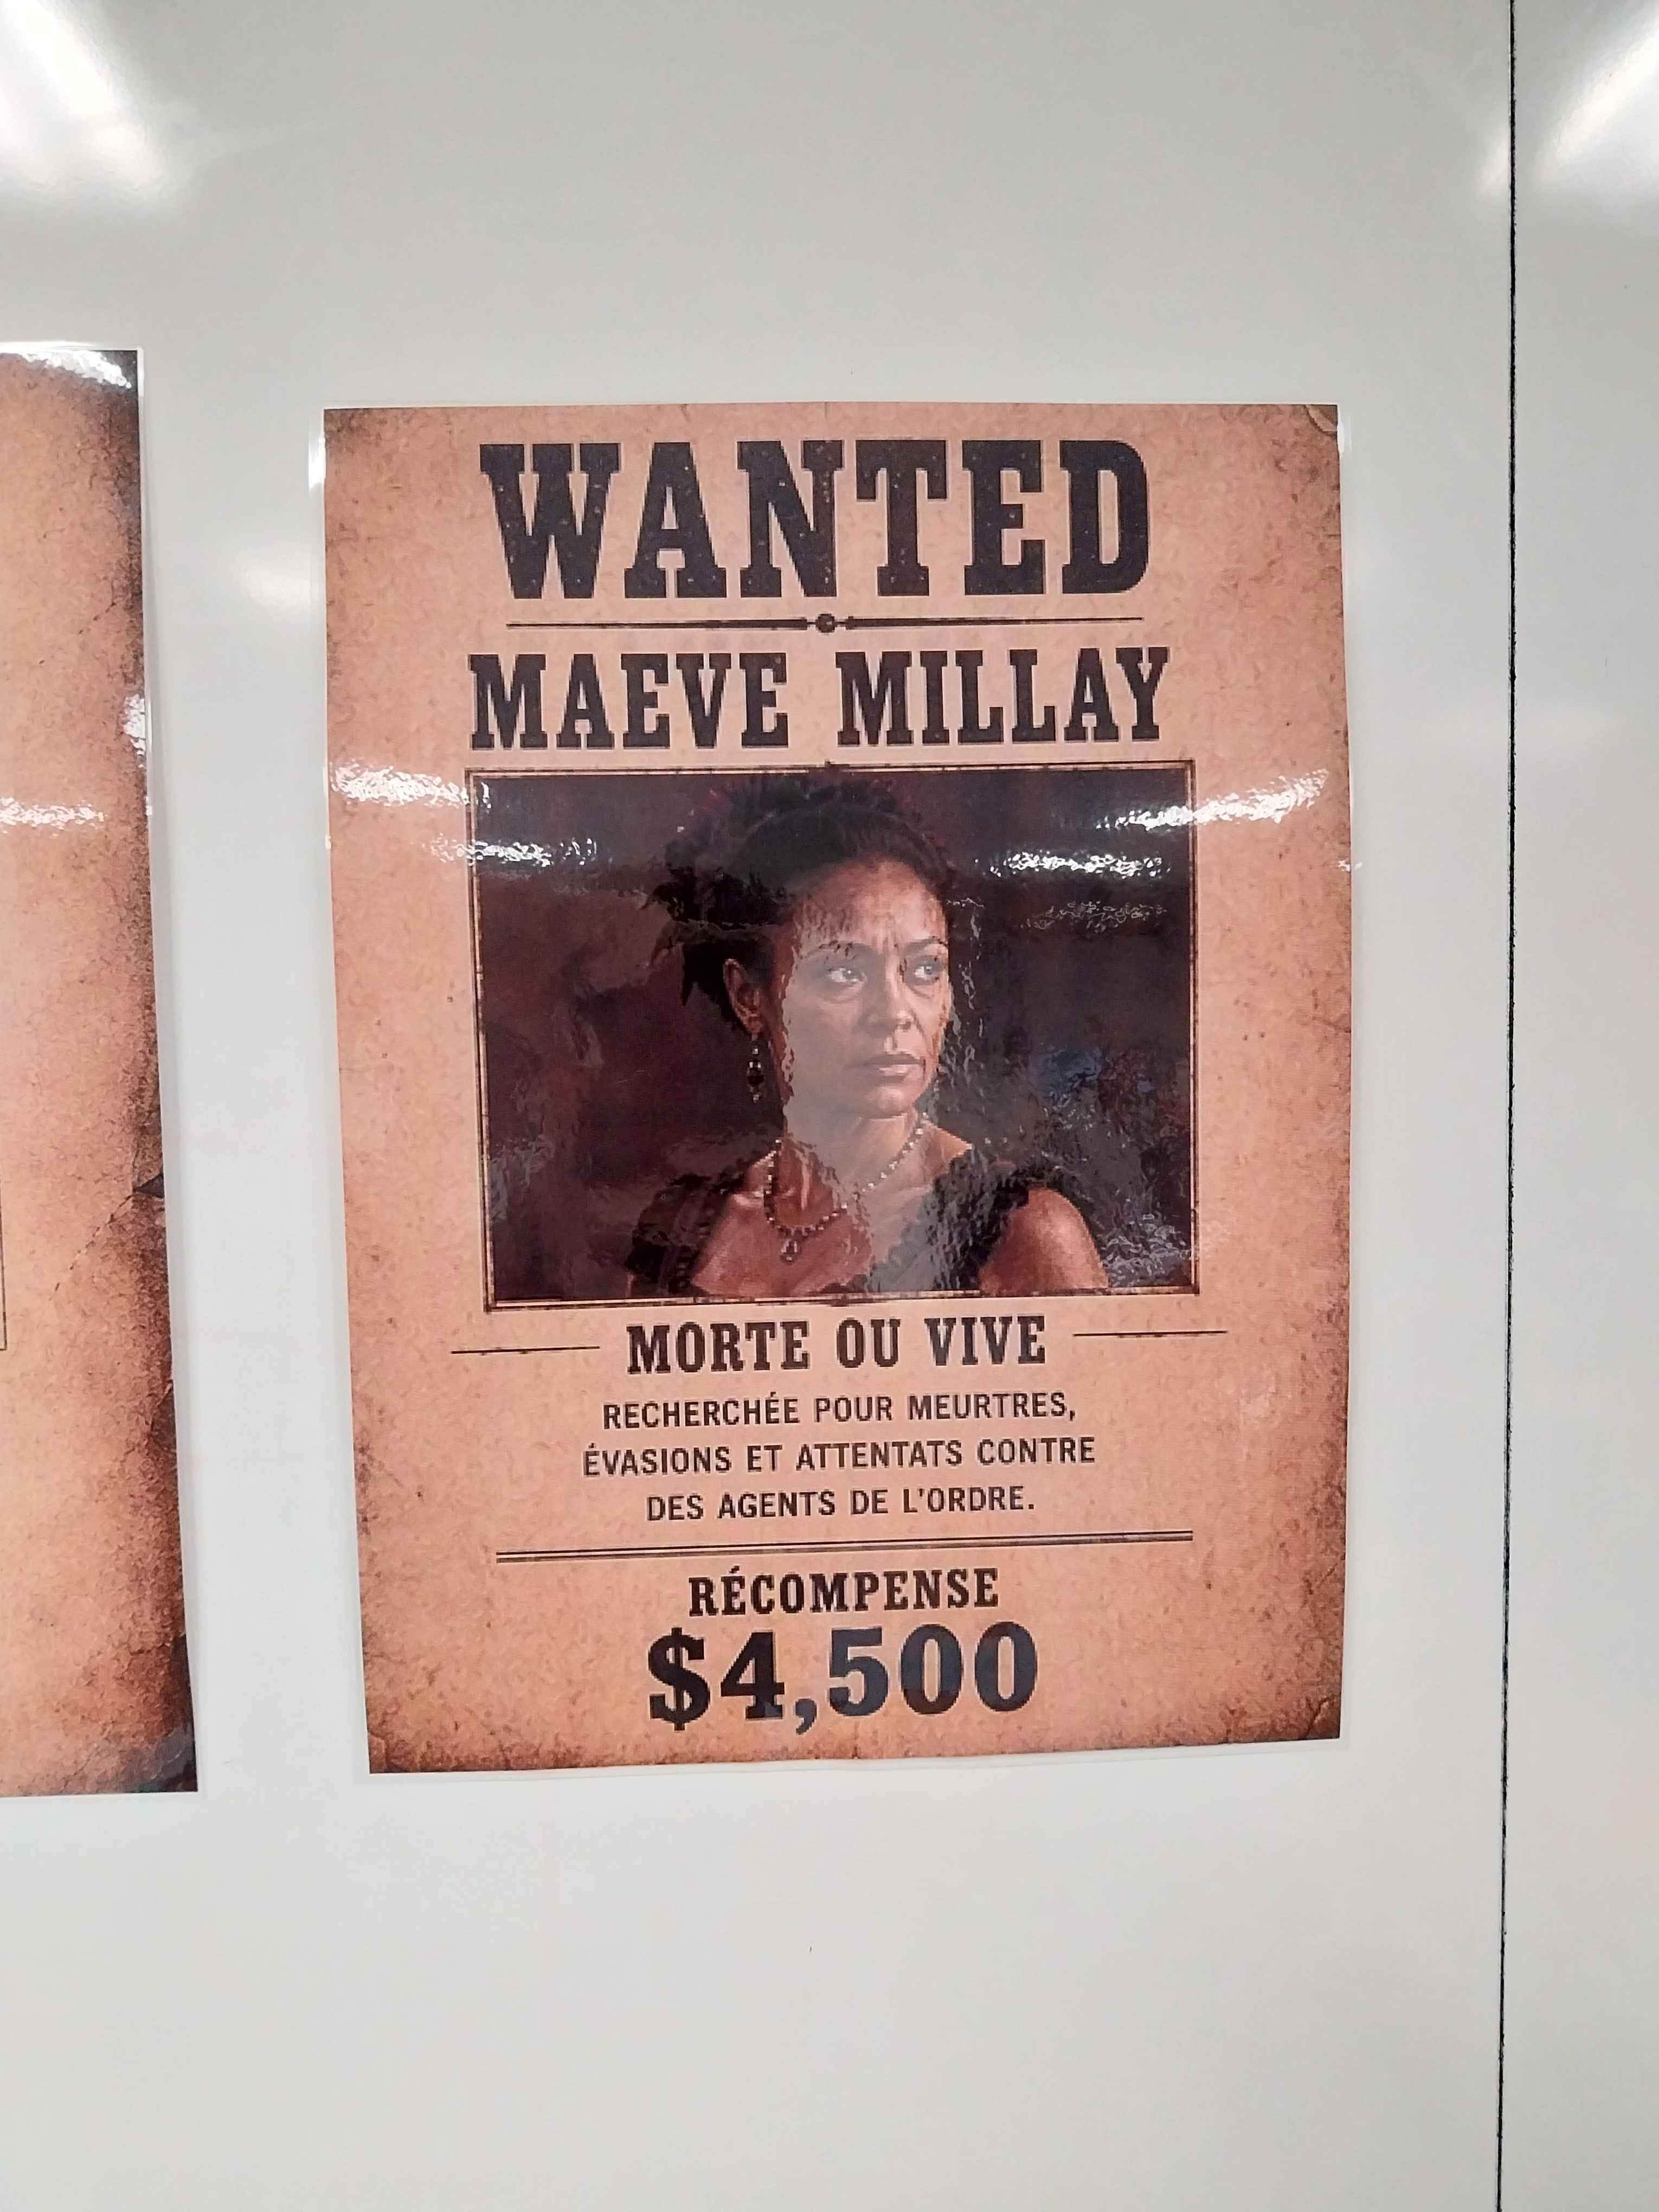 WANTED
MAEVE MILLAY
MORTE OU VIVE
RECHERCHÉE POUR MEURTRES,
ÉVASIONS ET ATTENTATS CONTRE
DES AGENTS DE L'ORDRE.
RÉCOMPENSE
$4,500